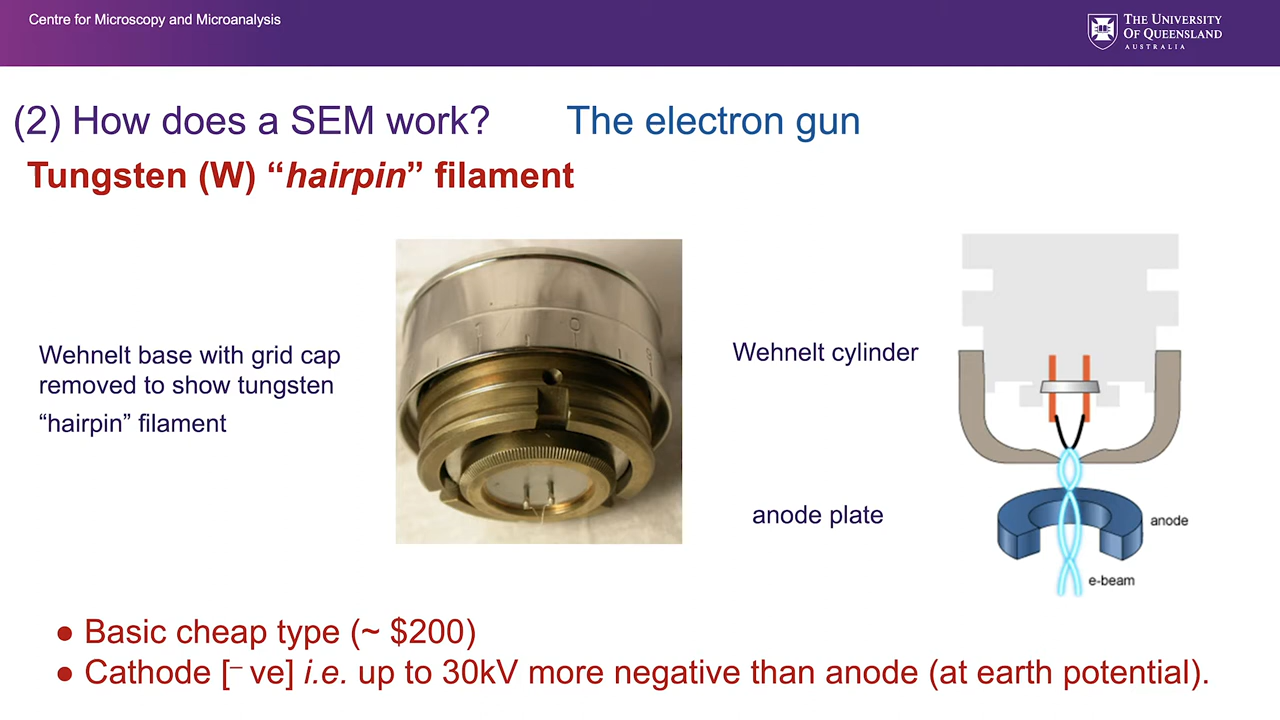 Centre for Microscopy and Microanalysis
THE UNIVERSITY
OF QUEENSLAND
AUSTRALIA
(2) How does a SEM work?
The electron gun
Tungsten (W) “hairpin” filament
Wehnelt base with grid cap
removed to show tungsten
“hairpin” filament
0
Wehnelt cylinder
anode plate
anode
e-beam
● Basic cheap type (~ $200)
● Cathode [– ve] i.e. up to 30kV more negative than anode (at earth potential).